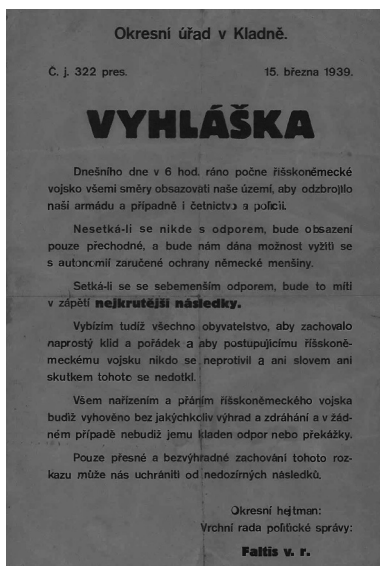 Okresní úřad v Kladně.
Č. j. 322 pres.
15. března 1939.
VYHLÁŠKA
Dnešního dne v 6 hod. ráno počne říšskoněmecké
vojsko všemi směry obsazovati naše území, aby odzbrojilo
naši armádu a případně i četnictvo a policii.
Nesetká-li se nikde s odporem, bude obsazení
pouze přechodné, a bude nám dána možnost vyžíti se
s autonomií zaručené ochrany německé menšiny.
Setká-li se se sebemenším odporem, bude to míti
v zápětí nejkrutější následky.
Vybízím tudíž všechno obyvatelstvo, aby zachovalo
naprostý klid a pořádek a aby postupujícímu říšskoně-
meckému vojsku nikdo se neprotivil a ani slovem ani
skutkem tohoto se nedotkl.
Všem nařízením a přáním říšskoněmeckého vojska
budiž vyhověno bez jakýchkoliv výhrad a zdráhání a v žád-
ném případě nebudiž jemu kladen odpor nebo překážky.
Pouze přesné a bezvýhradné zachování tohoto roz-
kazu může nás uchrániti od nedozírných následků.
Okresní hejtman:
Vrchní rada politické správy:
Faltis v. r.